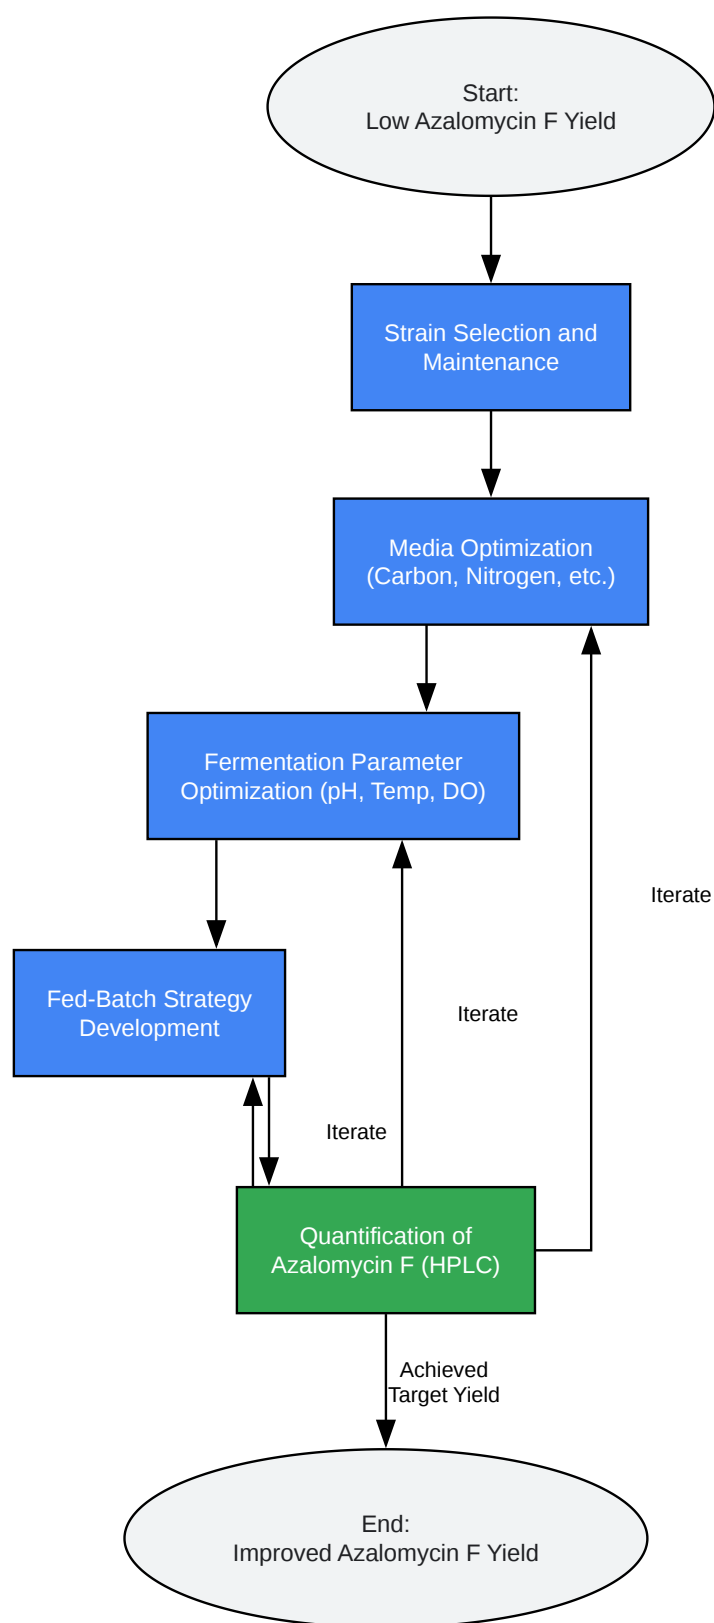 Start:
Low Azalomycin F Yield
Strain Selection and
Maintenance
Media Optimization
(Carbon, Nitrogen, etc.)
Fermentation Parameter
Optimization (pH, Temp, DO)
Iterate
Fed-Batch Strategy
Development
Iterate
Iterate
Quantification of
Azalomycin F (HPLC)
Achieved
Target Yield
End:
Improved Azalomycin F Yield